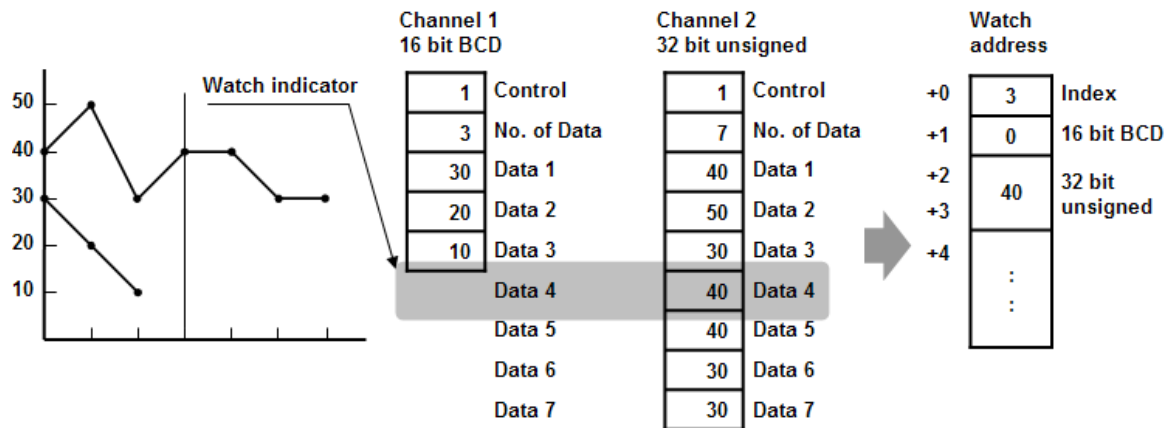 Channel 1
16 bit BCD
Channel 2
32 bit unsigned
Watch
address
Watch indicator
50
40
30
20
10
1 Control
3 No. of Data
30 Data 1
20 Data 2
10 Data 3
Data 4
Data 5
Data 6
Data 7
1 Control
7 No. of Data
40 Data 1
50 Data 2
30 Data 3
40 Data 4
40 Data 5
30 Data 6
30 Data 7
+0 3 Index
+1 0 16 bit BCD
+2
+3
40
32 bit
unsigned
+4
:
: